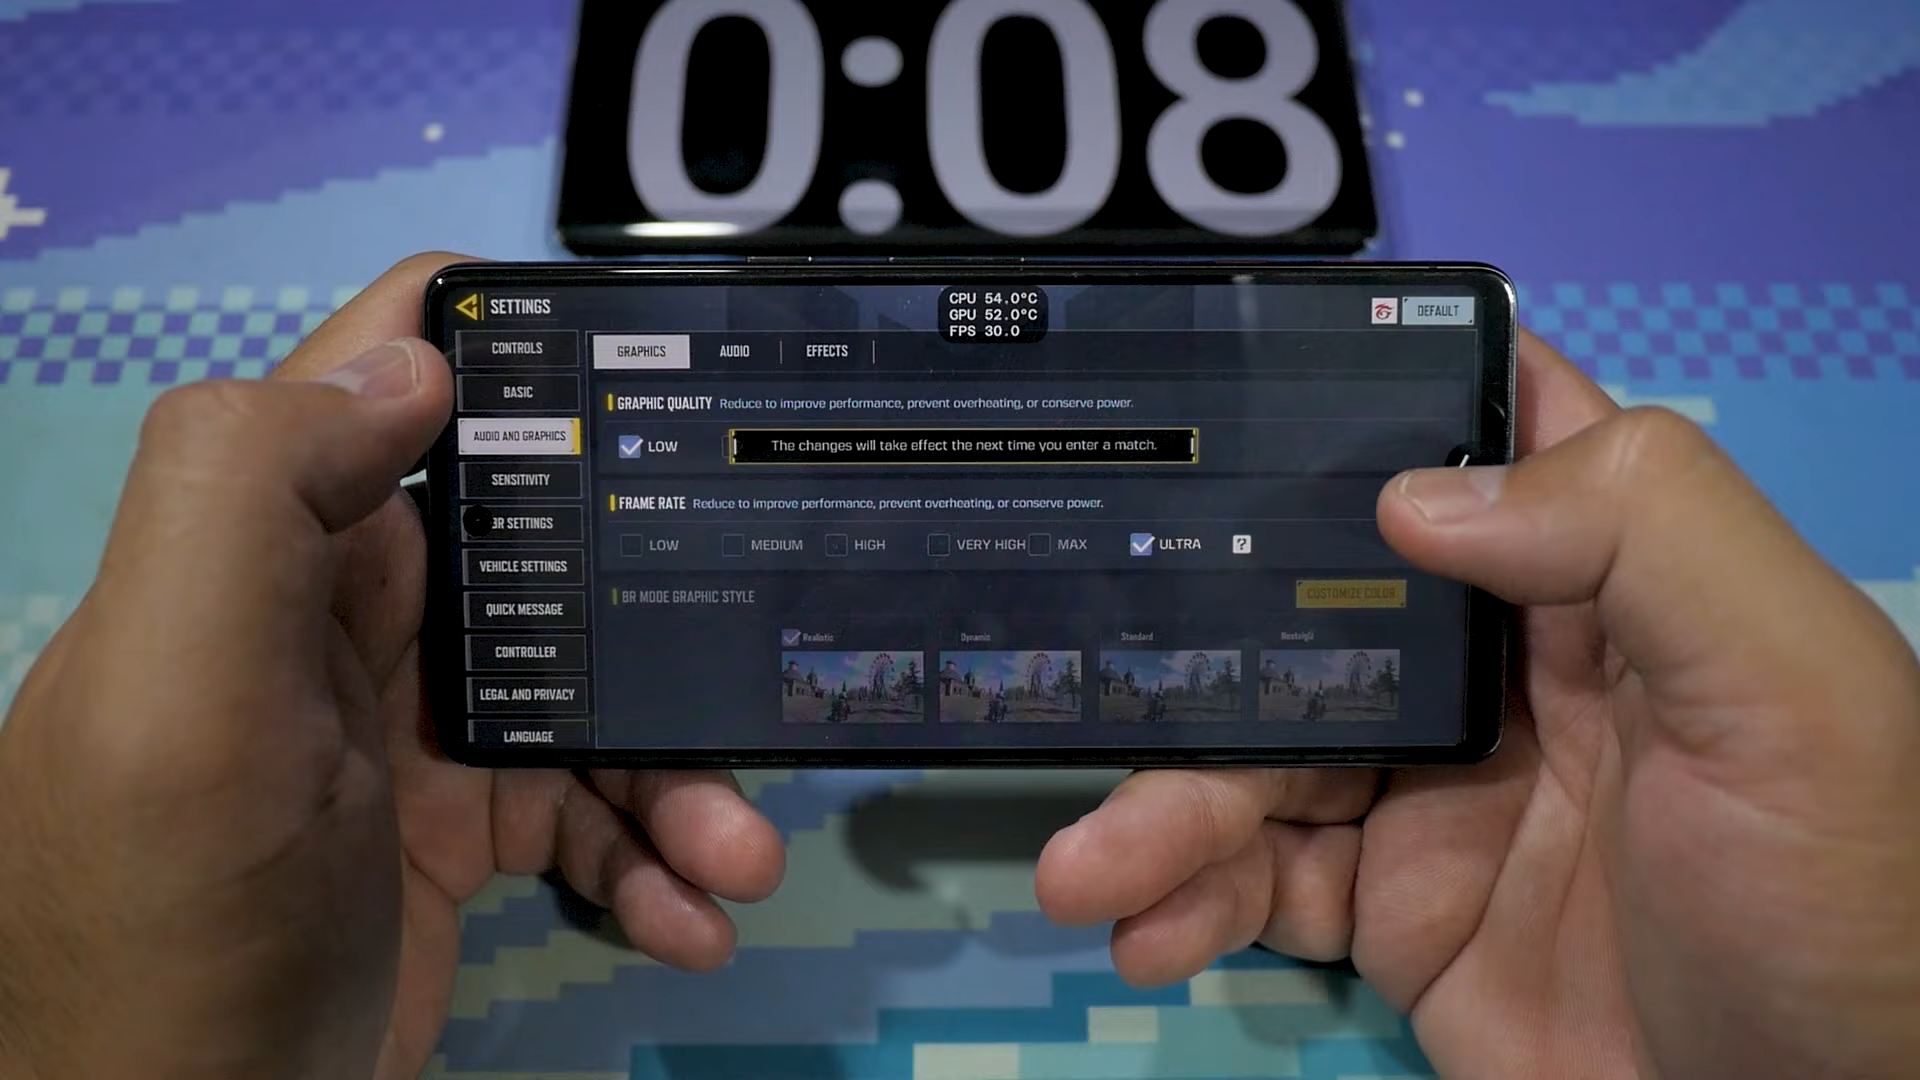 0:08
SETTINGS
CPU 54.0°C
GPU 52.0°C
FPS 30.0
DEFAULT
CONTROLS
BASIC
AUDIO AND GRAPHICS
SENSITIVITY
BR SETTINGS
VEHICLE SETTINGS
QUICK MESSAGE
CONTROLLER
LEGAL AND PRIVACY
LANGUAGE
GRAPHICS
AUDIO
EFFECTS
GRAPHIC QUALITY Reduce to improve performance, prevent overheating, or conserve power.
LOW
The changes will take effect the next time you enter a match.
FRAME RATE Reduce to improve performance, prevent overheating, or conserve power.
LOW MEDIUM HIGH VERY HIGH MAX ULTRA ?
BR MODE GRAPHIC STYLE
CUSTOMIZE COLOR
Realistic Dynamic Standard Nostalgia